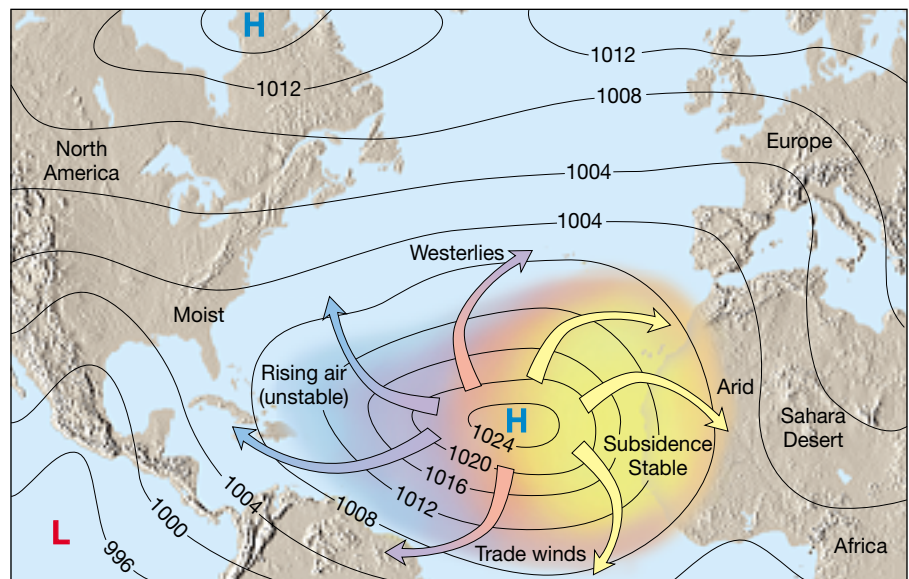 H
1012
1012
1008
North
America
Europe
1004
1004
Westerlies
Moist
Rising air
(unstable)
Arid
H
1024
Sahara
Desert
Subsidence
Stable
1020
1016
1012
1008
1004
1000
996
L
Trade winds
Africa